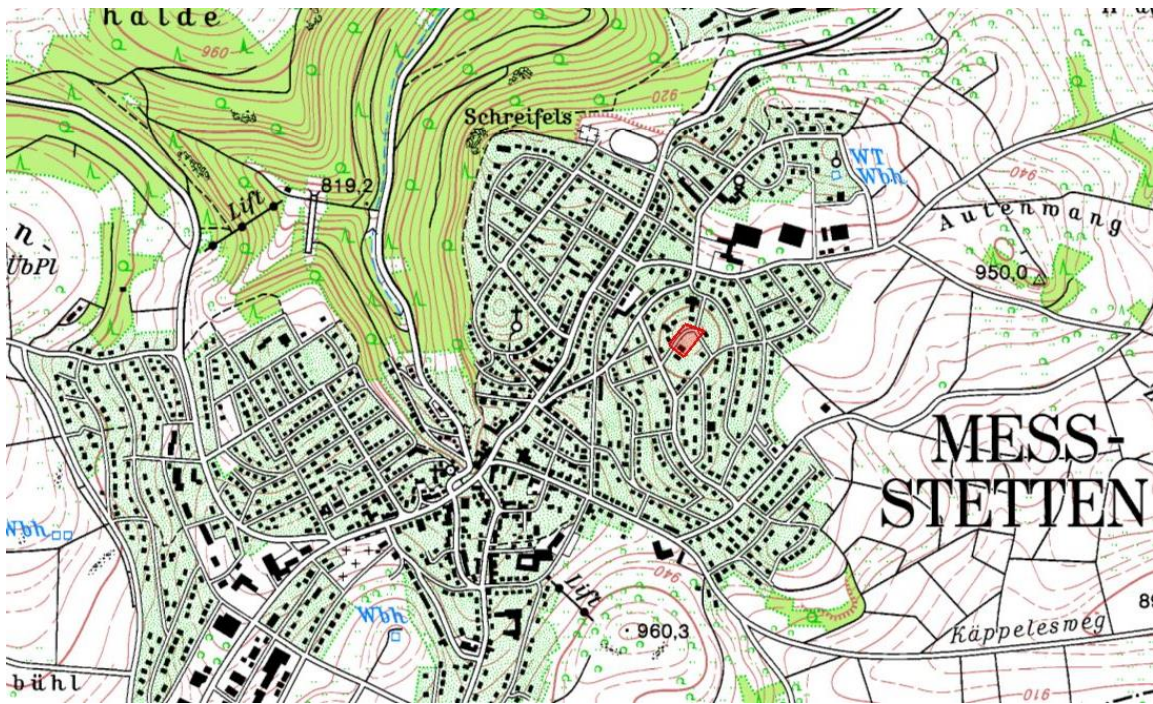 halde
960
Schreifels
920
819,2
Lift
WT
Wbh.
940
Autenwang
950,0
n-
ÜbPl
MESS-
STETTEN
Wbh
Lift
940
Wbh
960,3
Käppelesweg
bühl
910